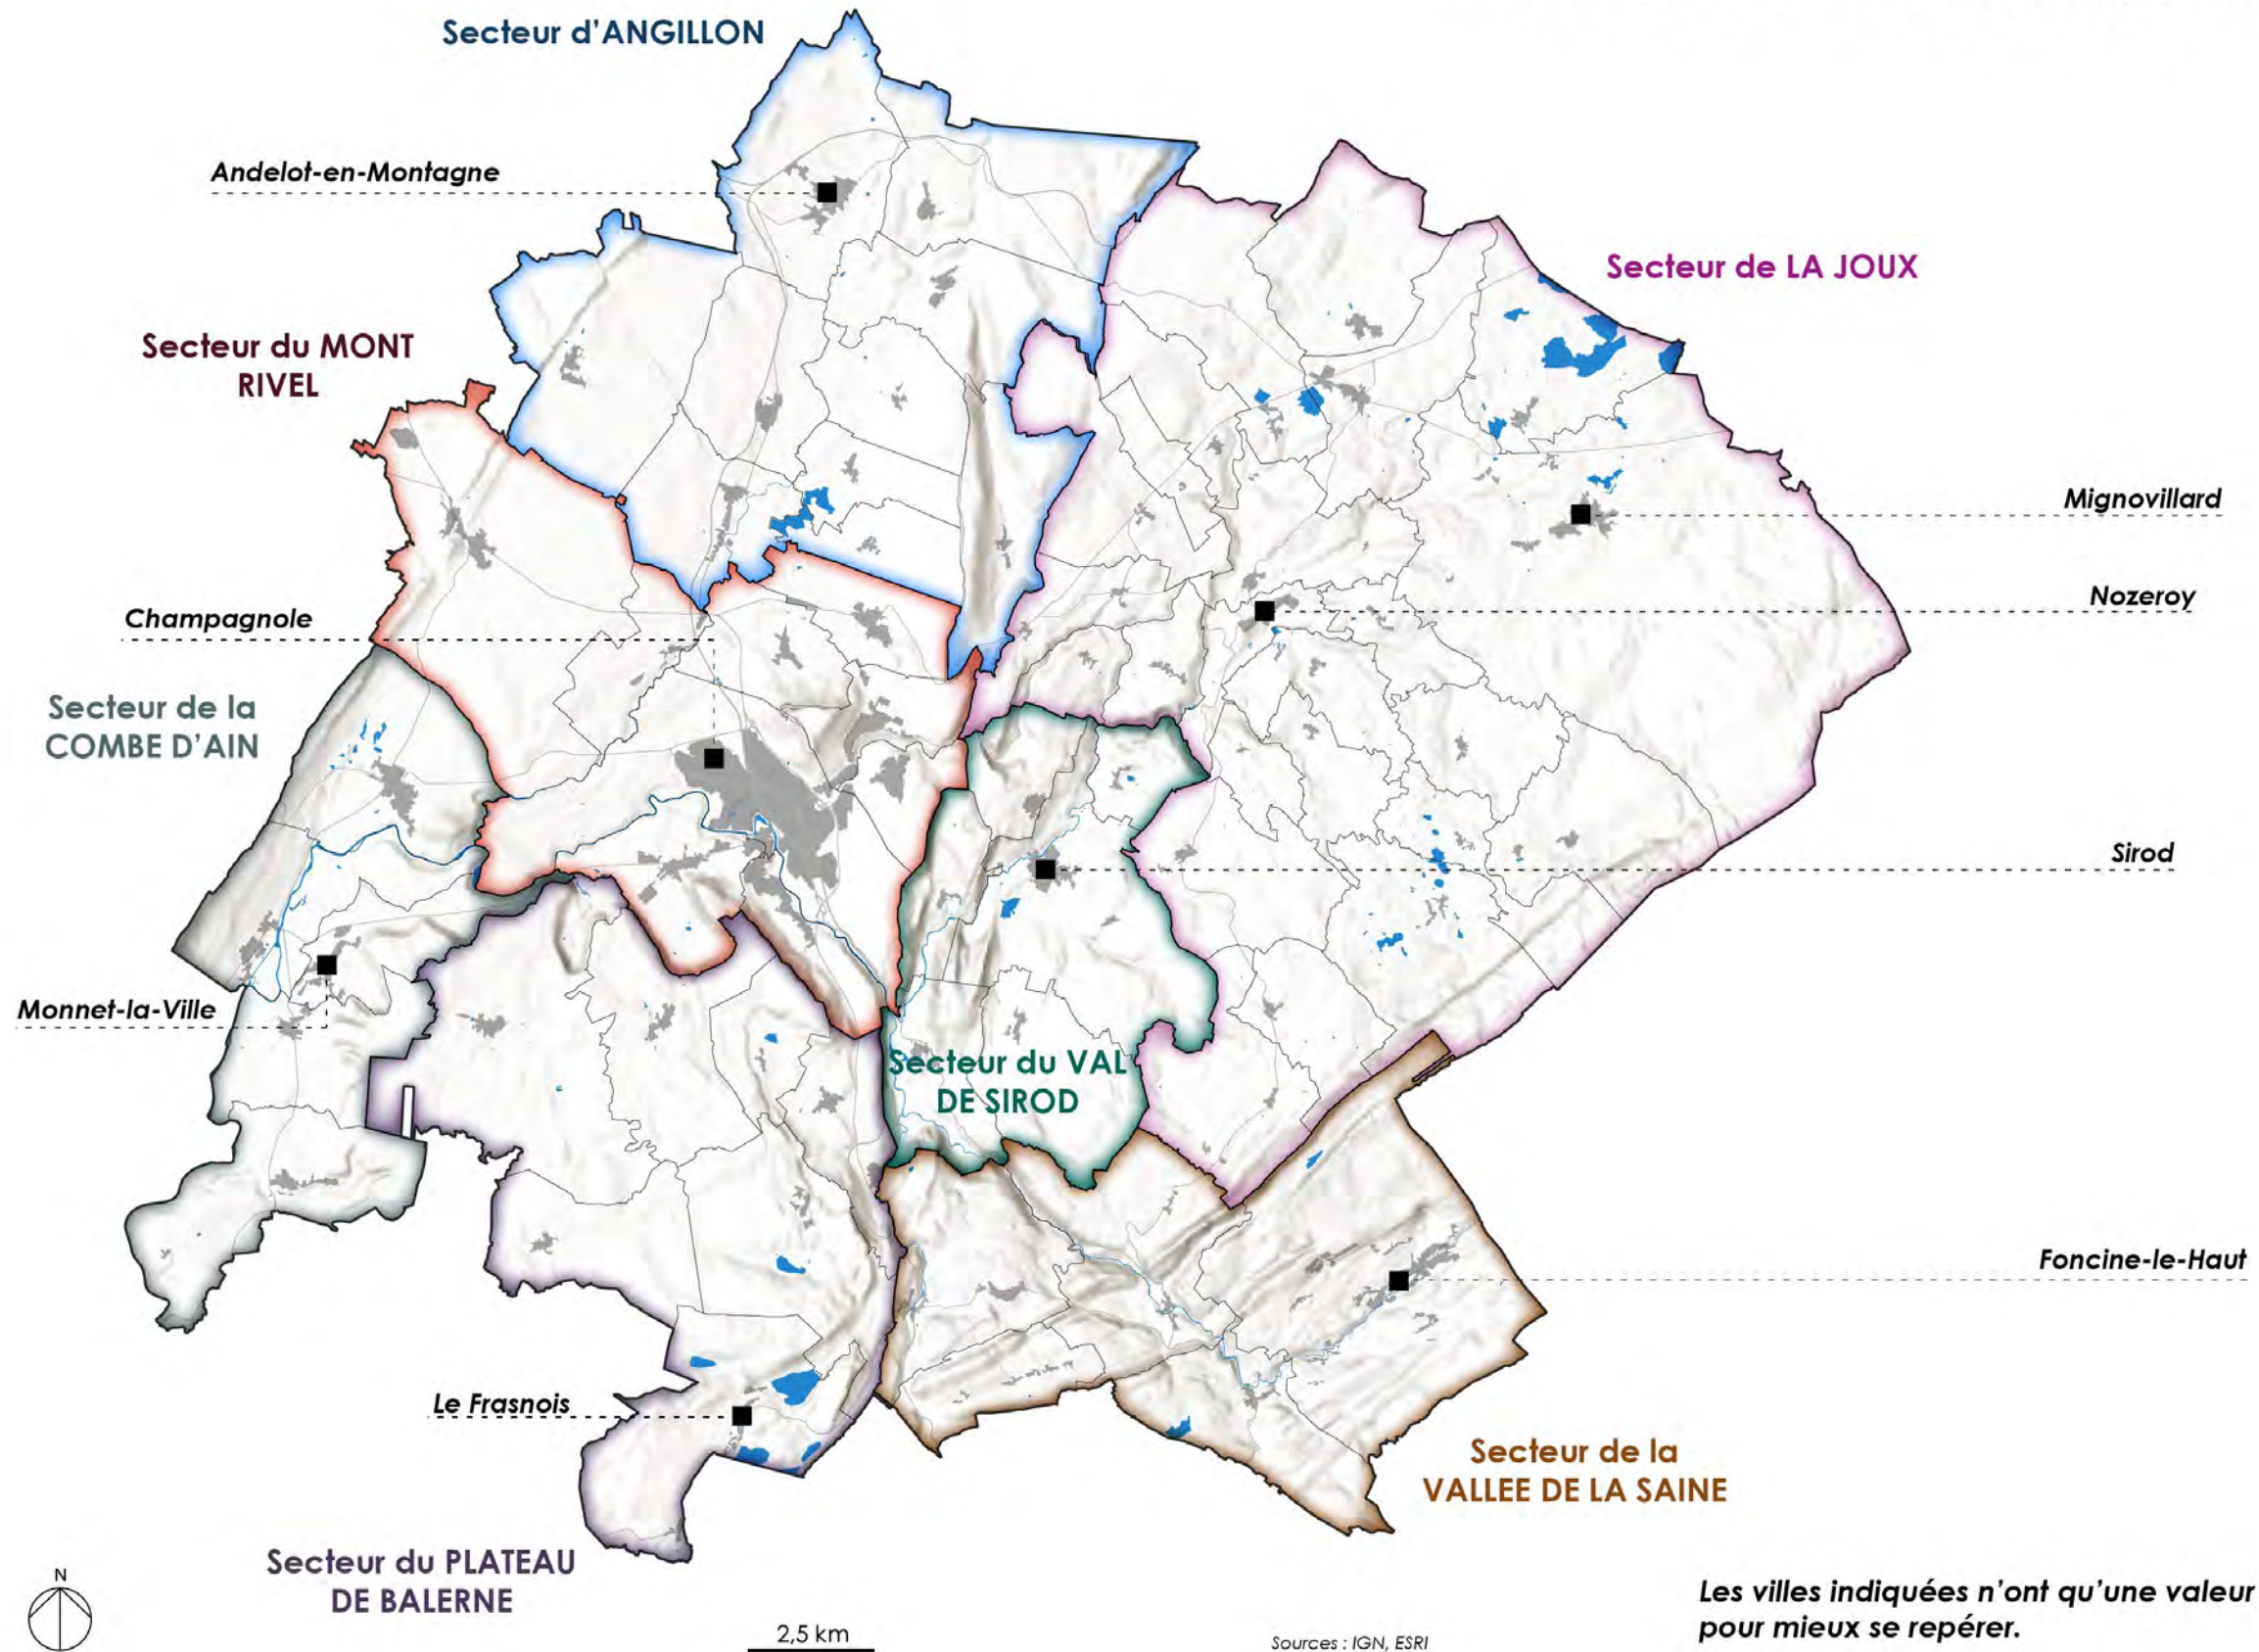 Secteur d'ANGILLON
Andelot-en-Montagne
Secteur de LA JOUX
Secteur du MONT
RIVEL
Mignovillard
Nozeroy
Champagnole
Secteur de la
COMBE D'AIN
Sirod
Monnet-la-Ville
Secteur du VAL
DE SIROD
Foncine-le-Haut
Le Frasnois
Secteur de la
VALLEE DE LA SAINE
Secteur du PLATEAU
DE BALERNE
N
2,5 km
Sources : IGN, ESRI
Les villes indiquées n'ont qu'une valeur
pour mieux se repérer.